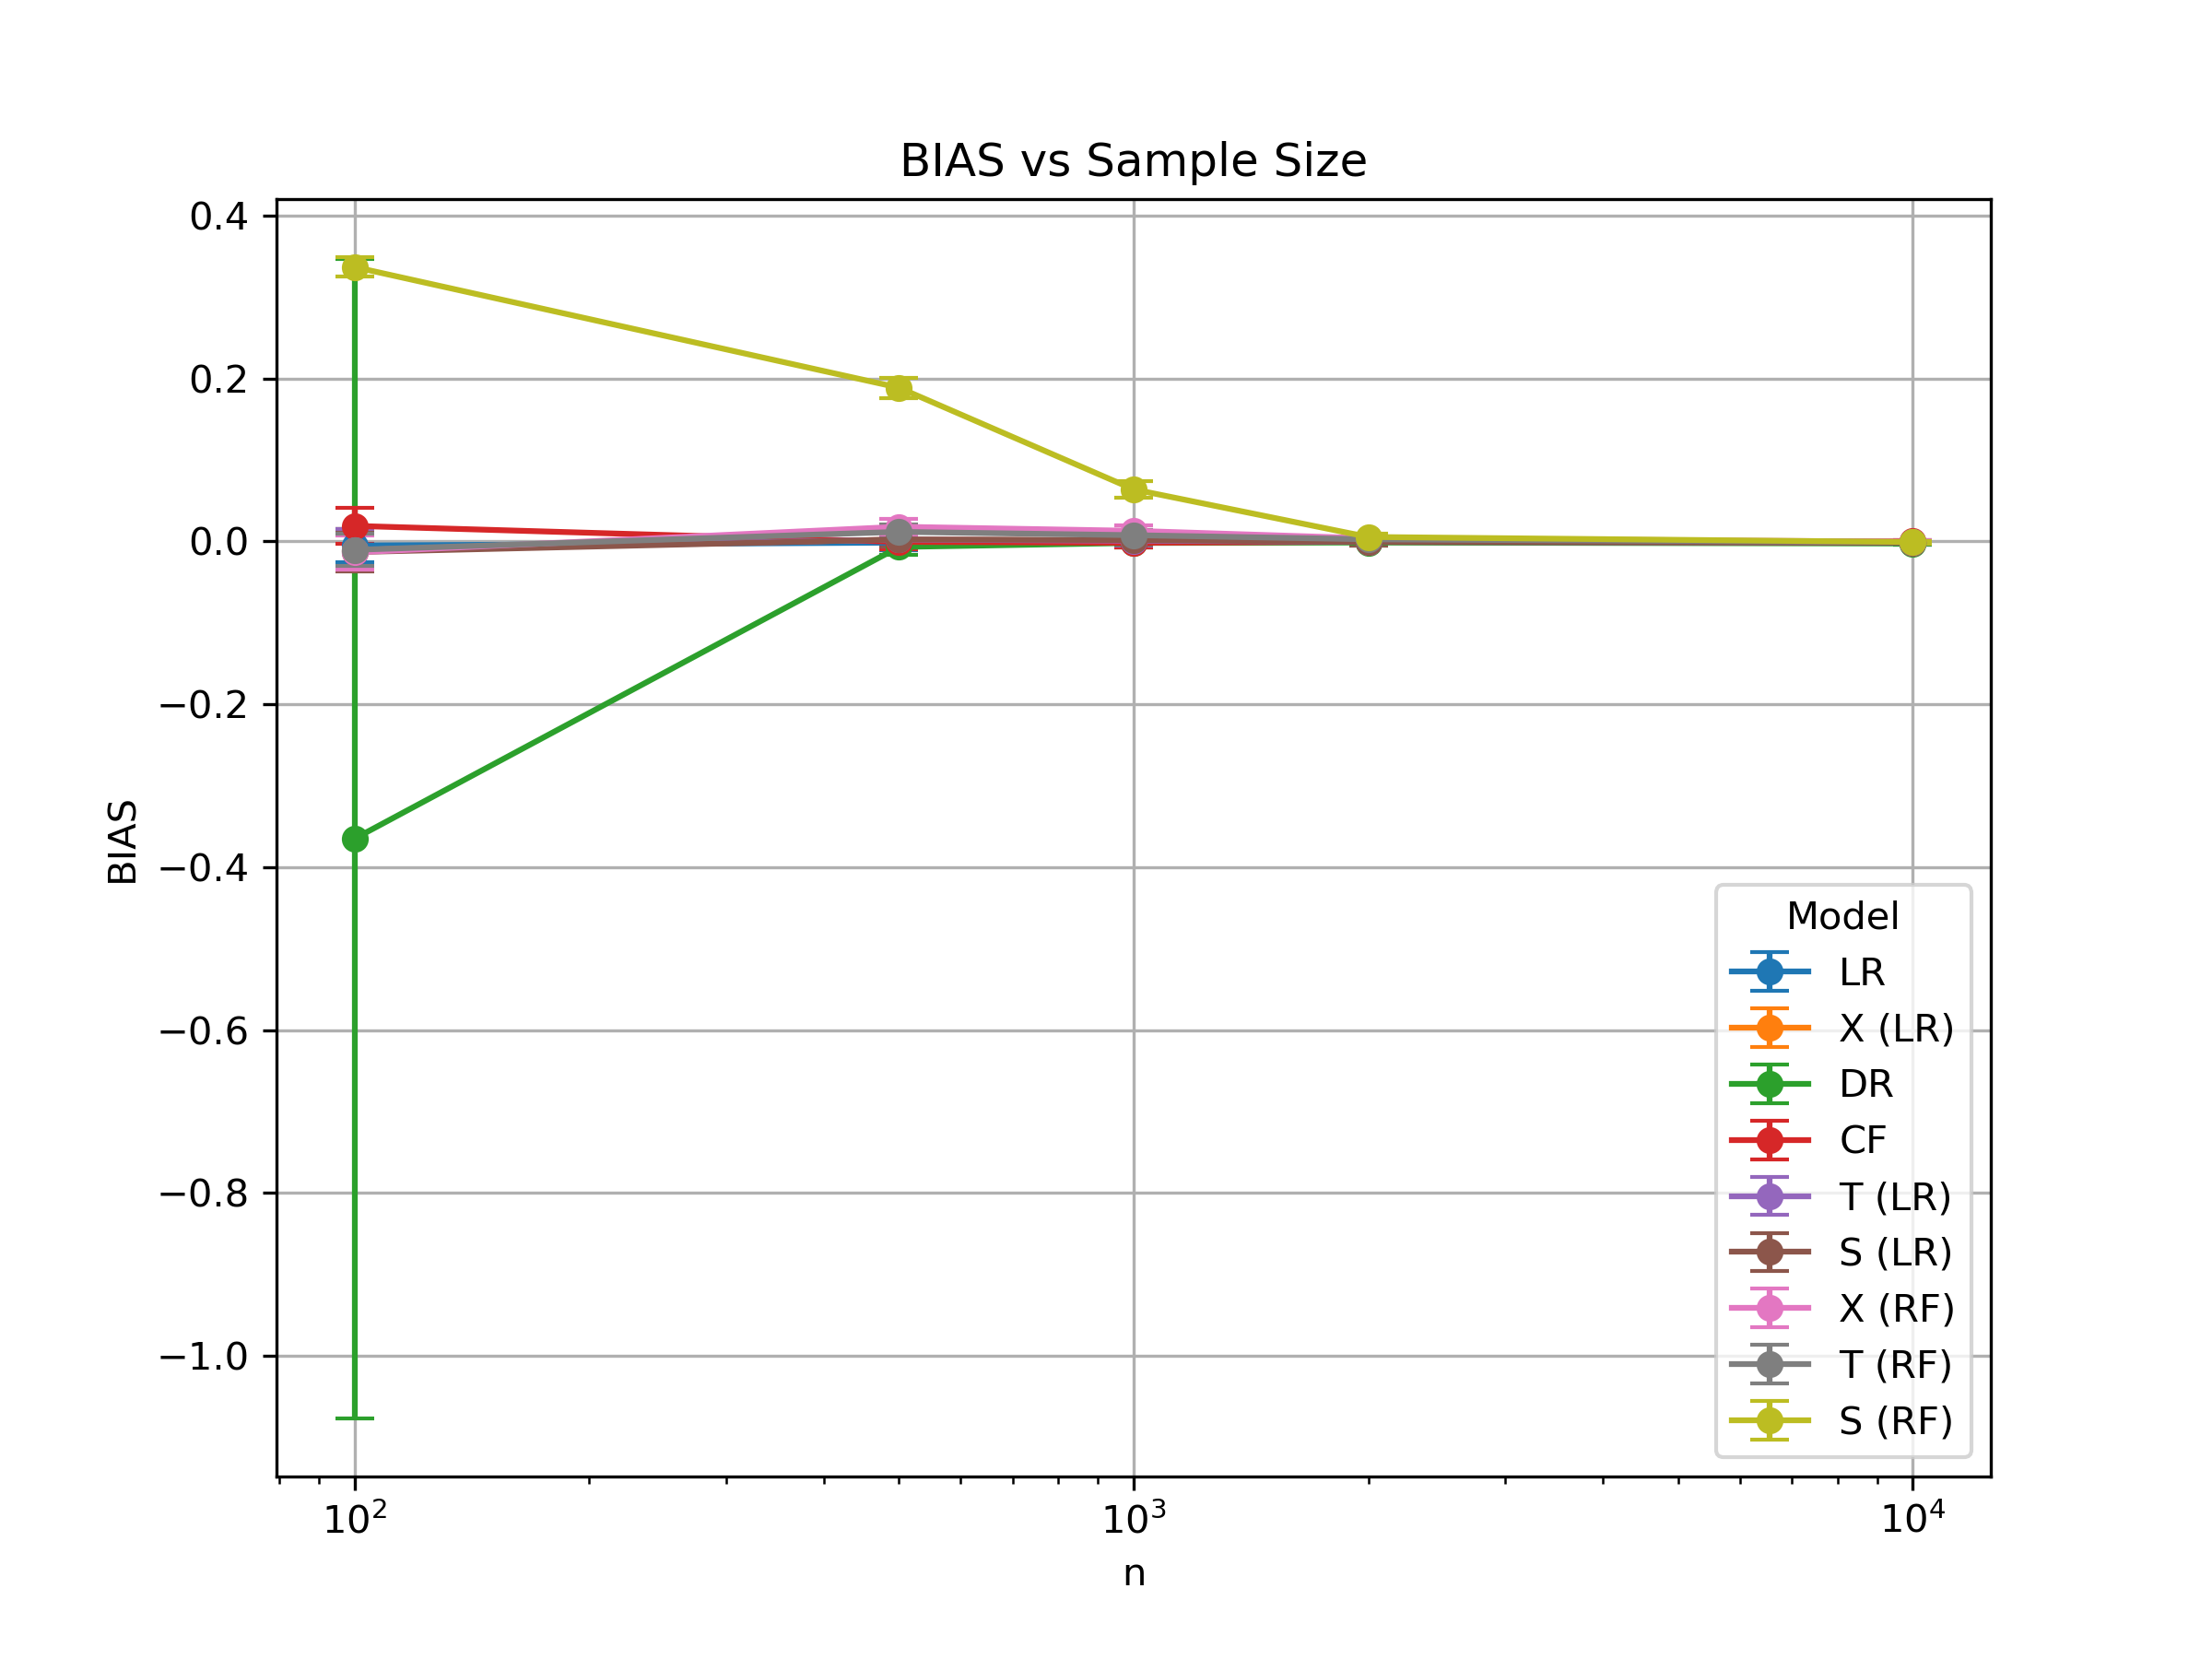 BIAS vs Sample Size
0.4
0.2
0.0
−0.2
−0.4
−0.6
−0.8
−1.0
BIAS
10²
10³
10⁴
n
Model
LR
X (LR)
DR
CF
T (LR)
S (LR)
X (RF)
T (RF)
S (RF)